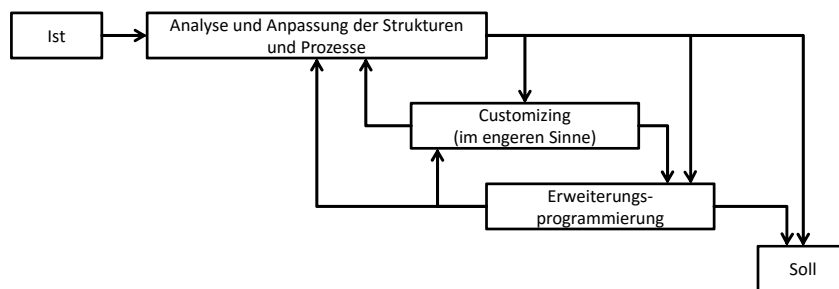 Ist
Analyse und Anpassung der Strukturen
und Prozesse
Customizing
(im engeren Sinne)
Erweiterungs-
programmierung
Soll